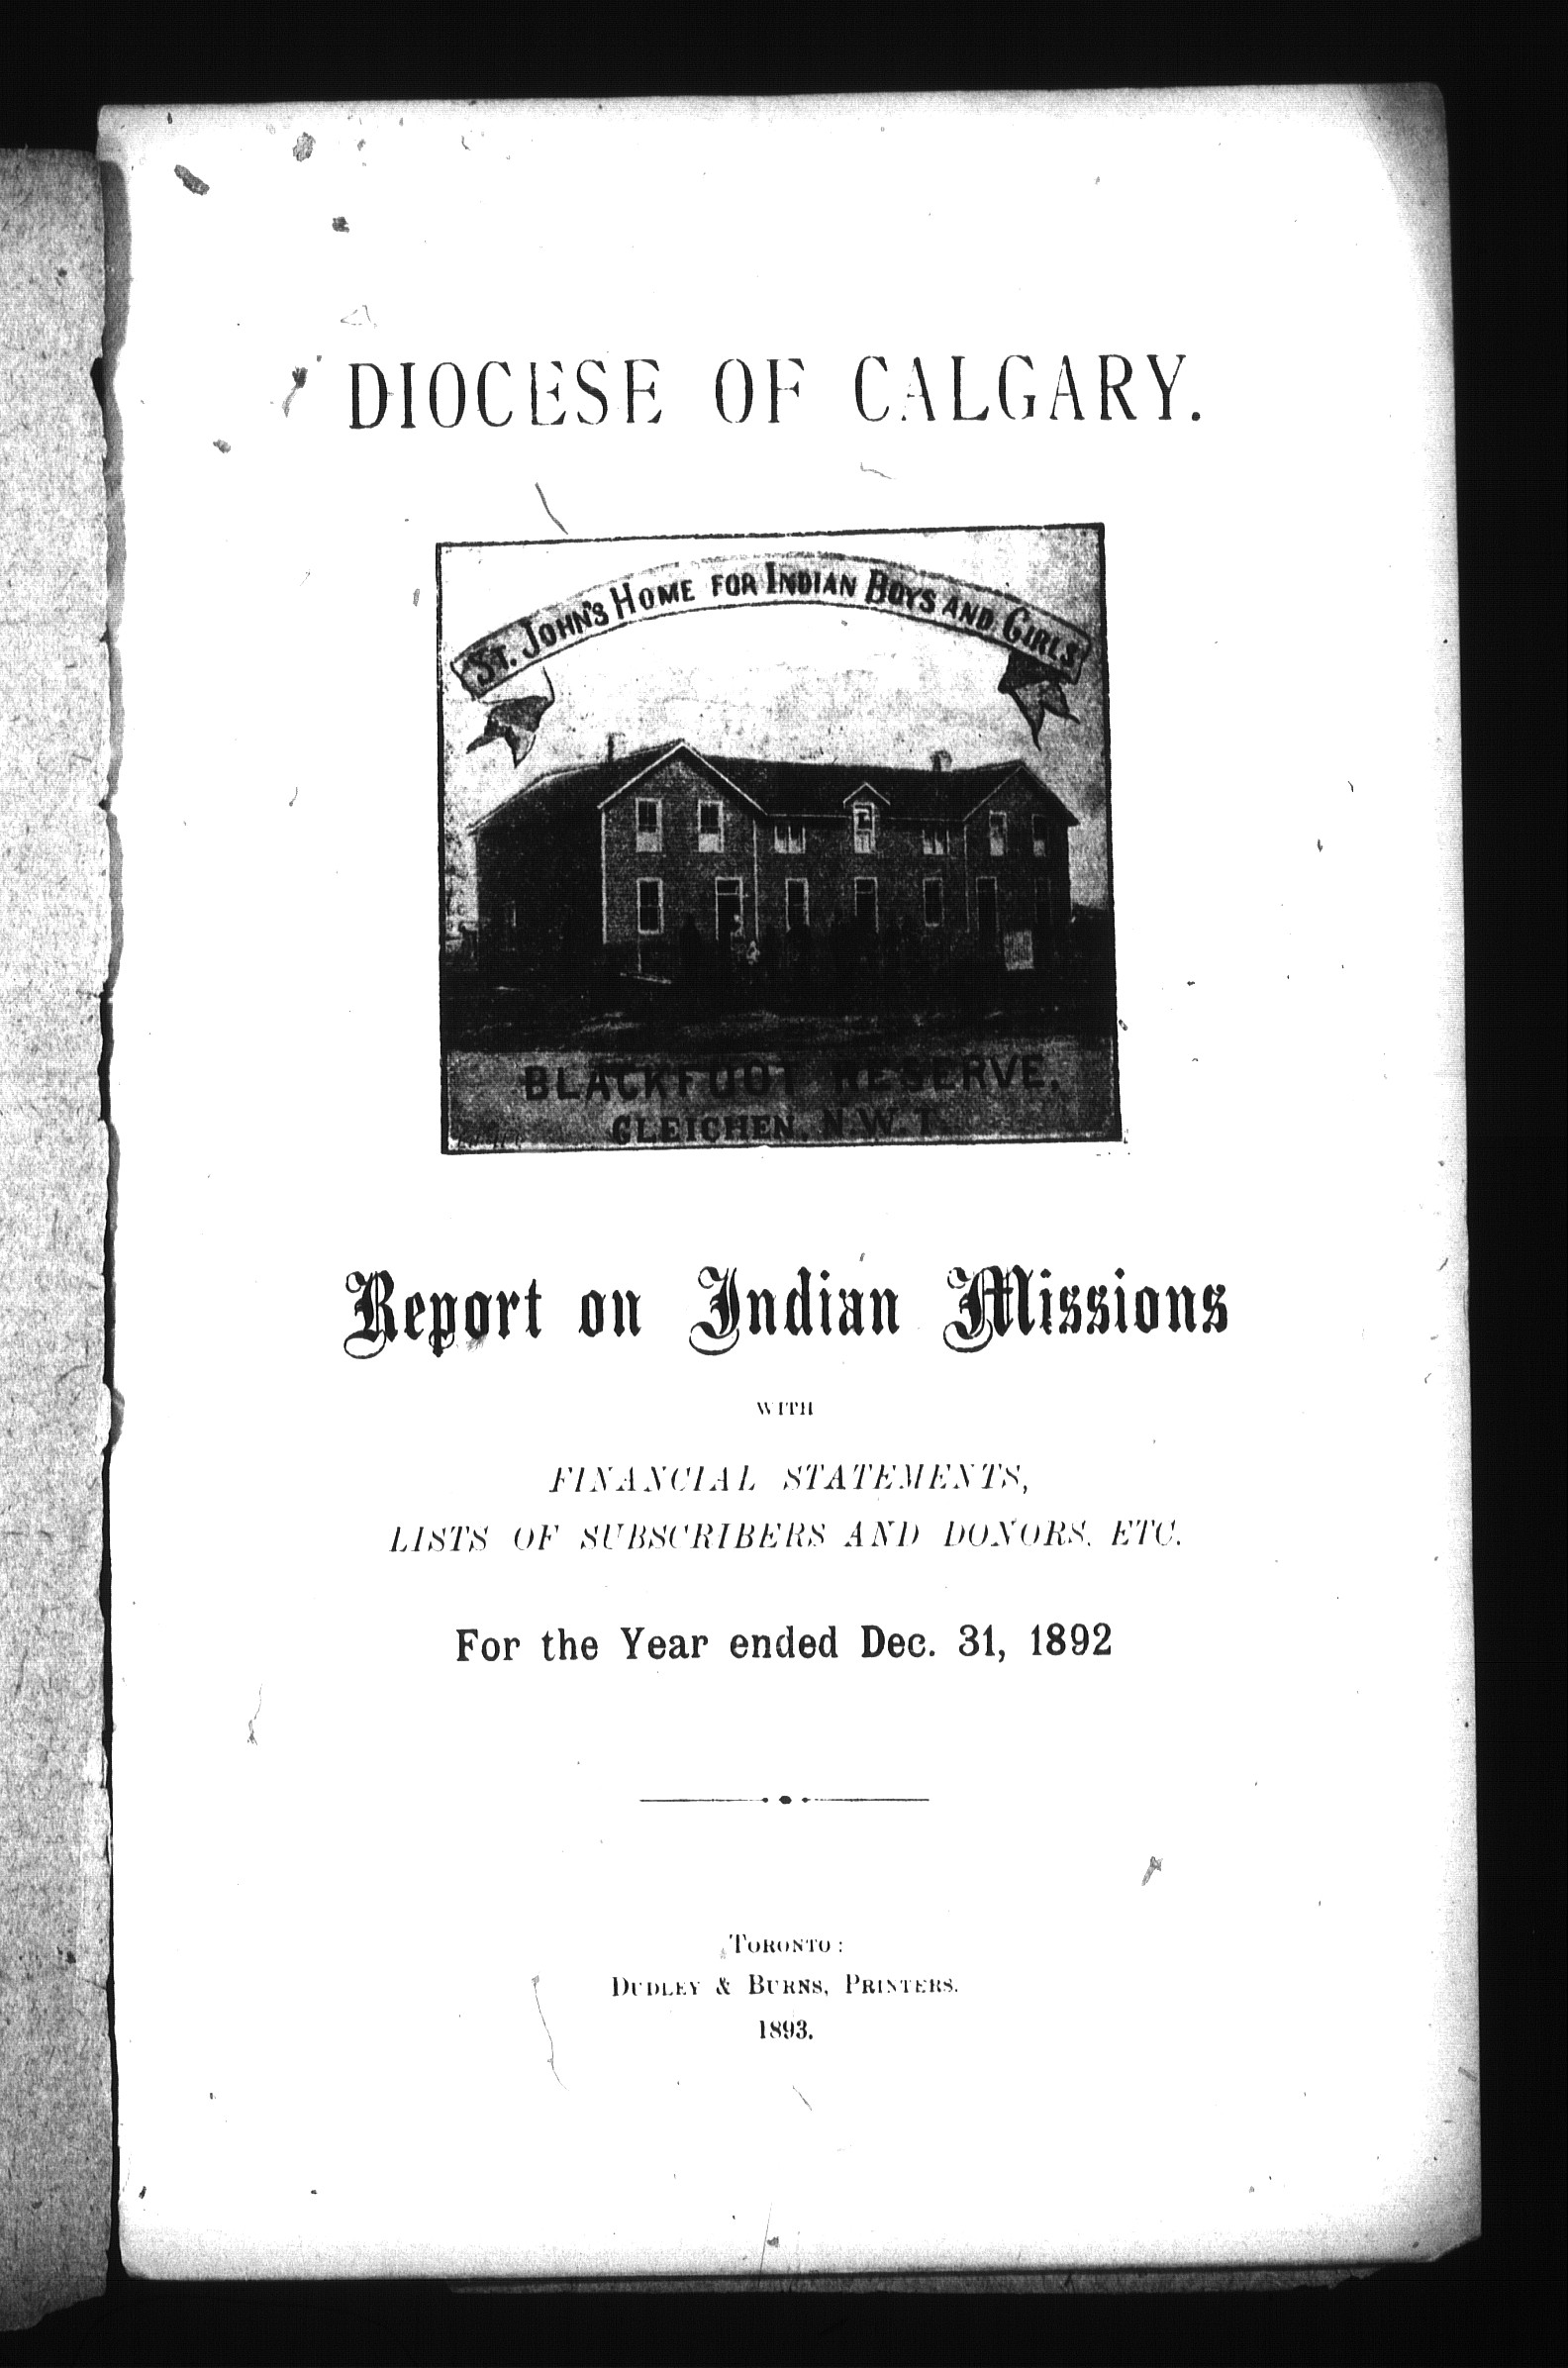 DIOCESE OF CALGARY.
ST. JOHN'S HOME FOR INDIAN BOYS AND GIRLS
BLACKFOOT RESERVE.
GLEICHEN, N.W.T.
Report on Indian Missions
WITH
FINANCIAL STATEMENTS,
LISTS OF SUBSCRIBERS AND DONORS, ETC.
For the Year ended Dec. 31, 1892
TORONTO:
DUDLEY & BURNS, PRINTERS.
1893.